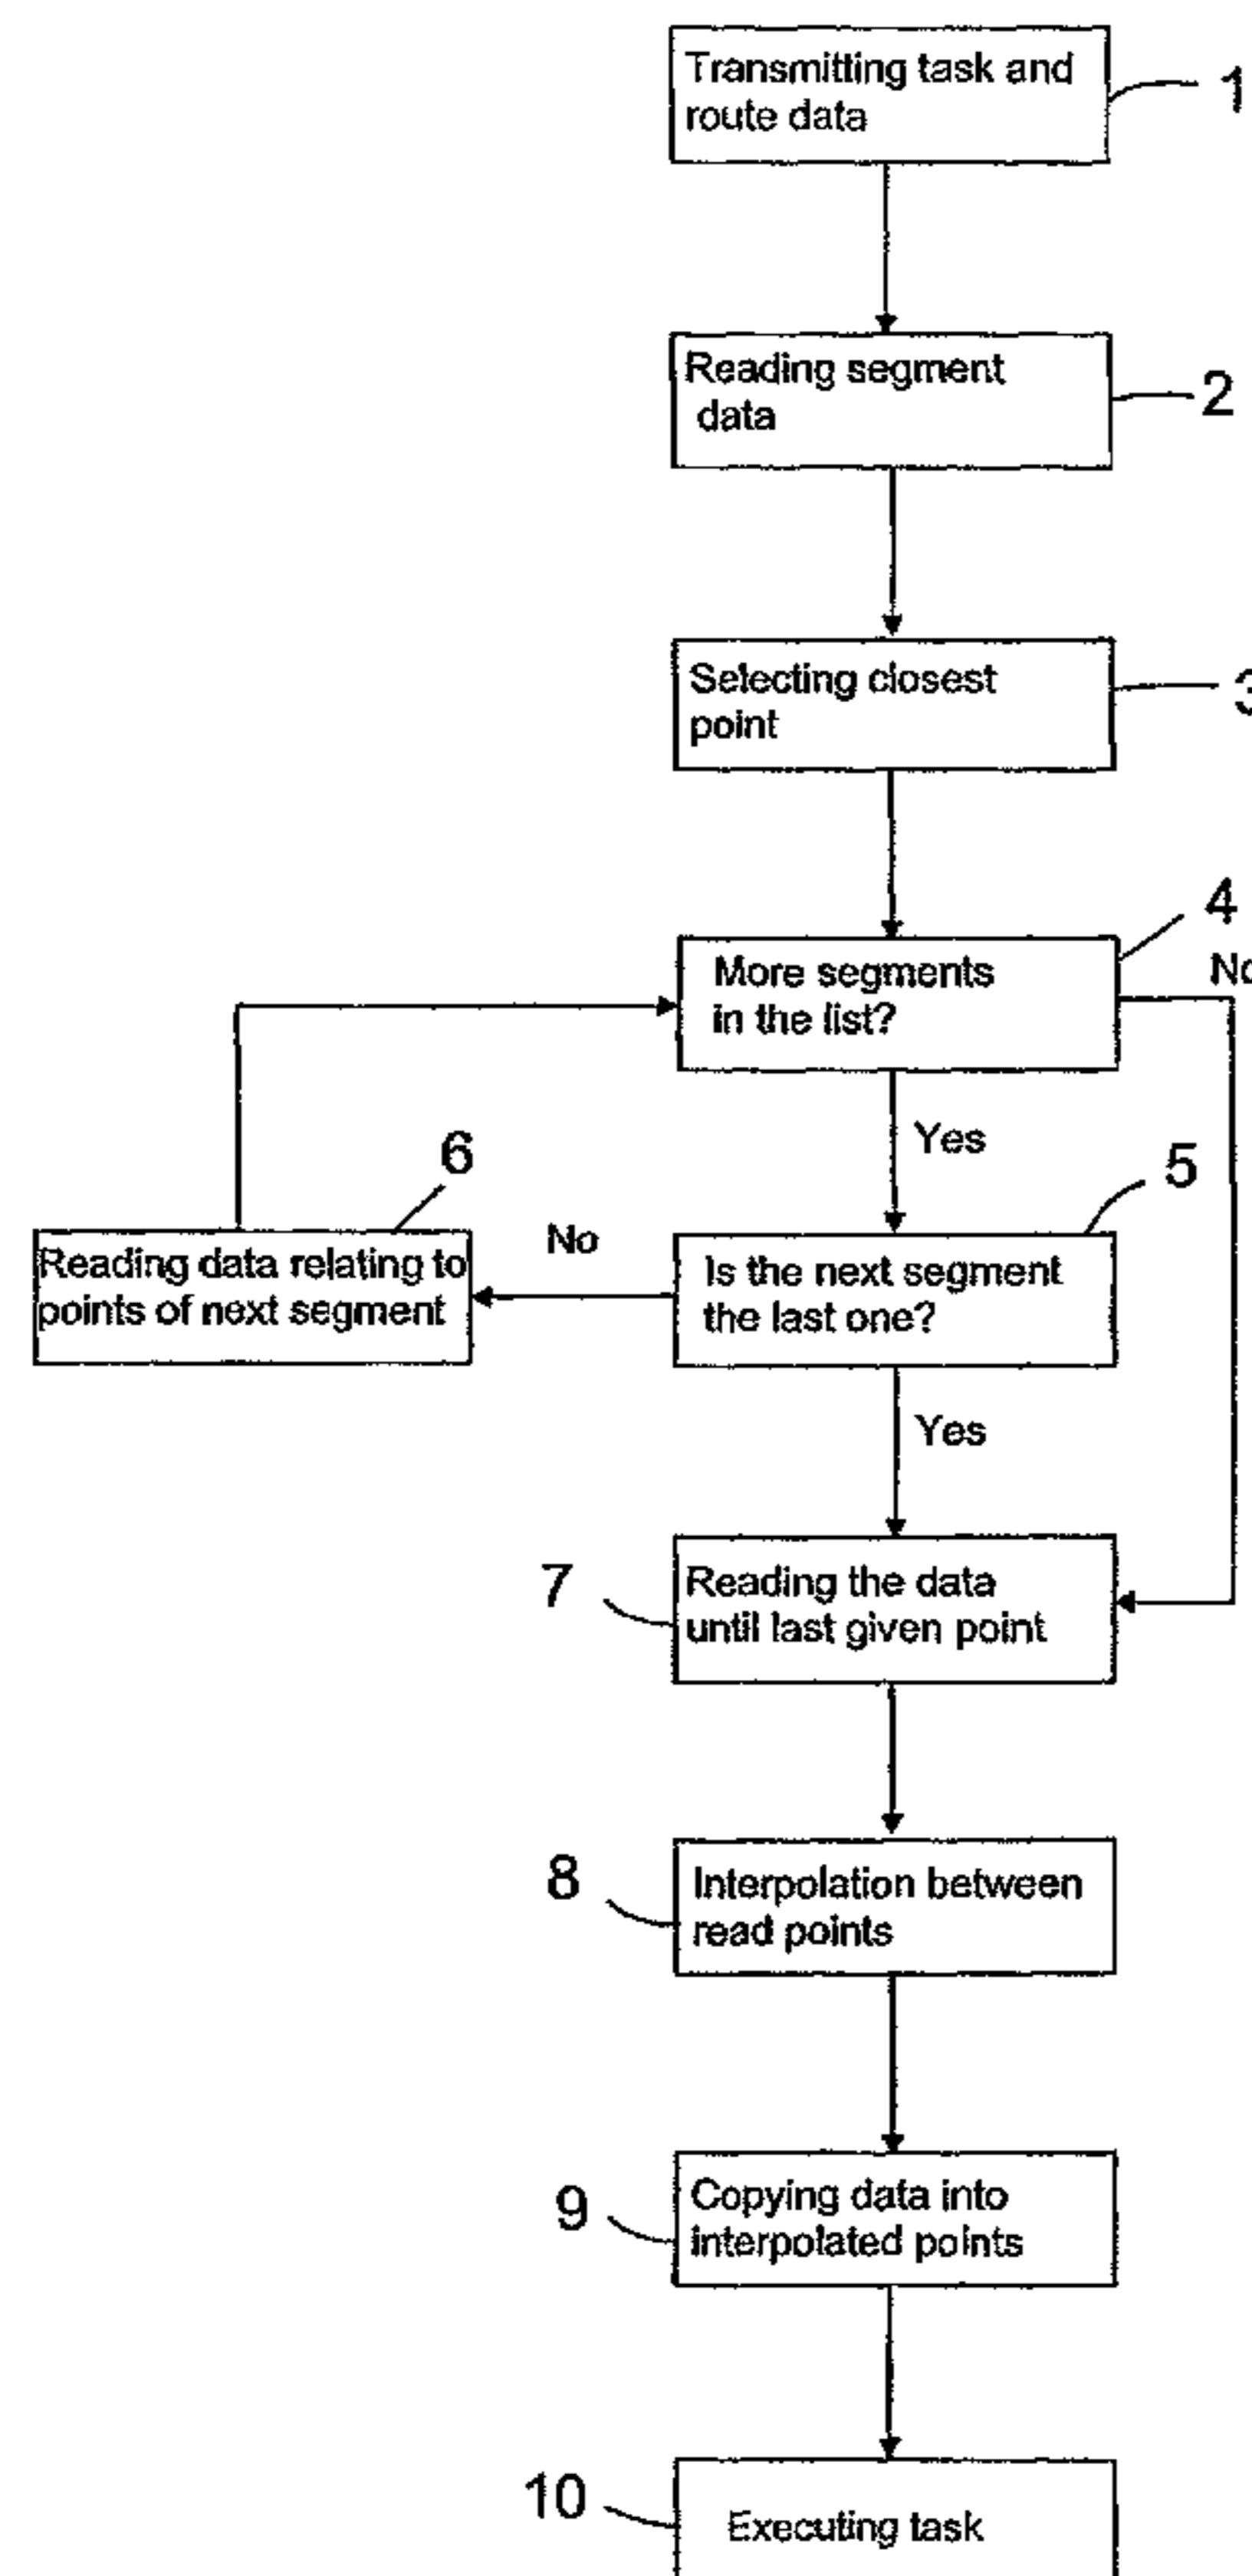 Transmitting task and
route data
1
Reading segment
data
2
Selecting closest
point
3
4
More segments
in the list?
No
Yes
5
6
Reading data relating to
points of next segment
No
Is the next segment
the last one?
Yes
7
Reading the data
until last given point
8
Interpolation between
read points
9
Copying data into
interpolated points
10
Executing task